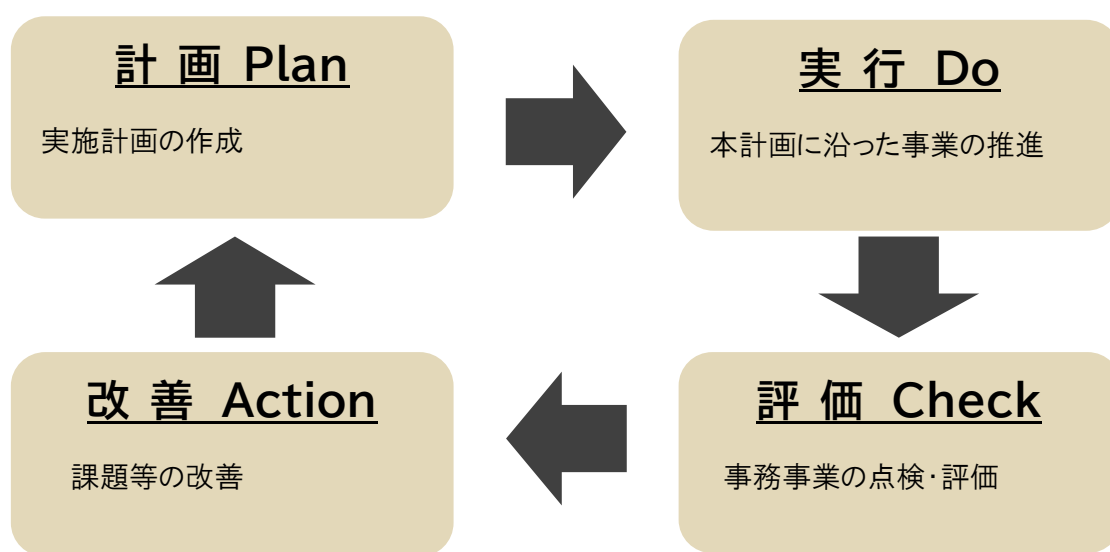 計 画 Plan
実施計画の作成
実 行 Do
本計画に沿った事業の推進
改 善 Action
課題等の改善
評 価 Check
事務事業の点検・評価